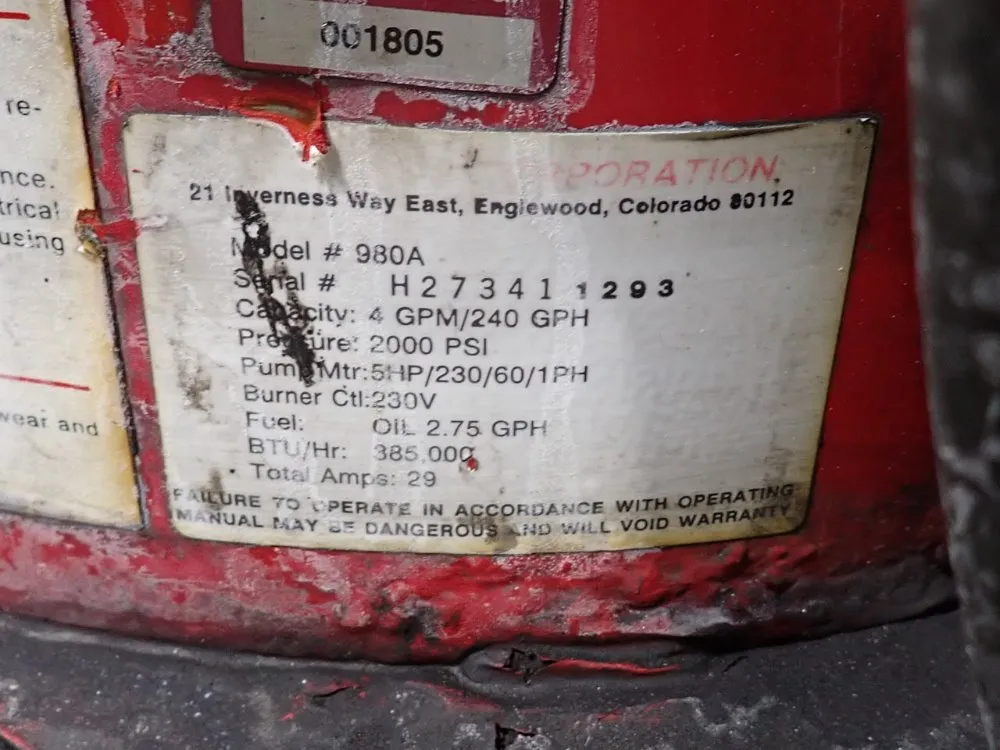 001805
re-
nce.
trical
using
wear and
RPORATION
21 Inverness Way East, Englewood, Colorado 80112
Model # 980A
Serial # H27341 1293
Capacity: 4 GPM/240 GPH
Pressure: 2000 PSI
Pump Mtr:5HP/230/60/1PH
Burner Ctl:230V
Fuel: OIL 2.75 GPH
BTU/Hr: 385,000
Total Amps: 29
FAILURE TO OPERATE IN ACCORDANCE WITH OPERATING
MANUAL MAY BE DANGEROUS AND WILL VOID WARRANTY